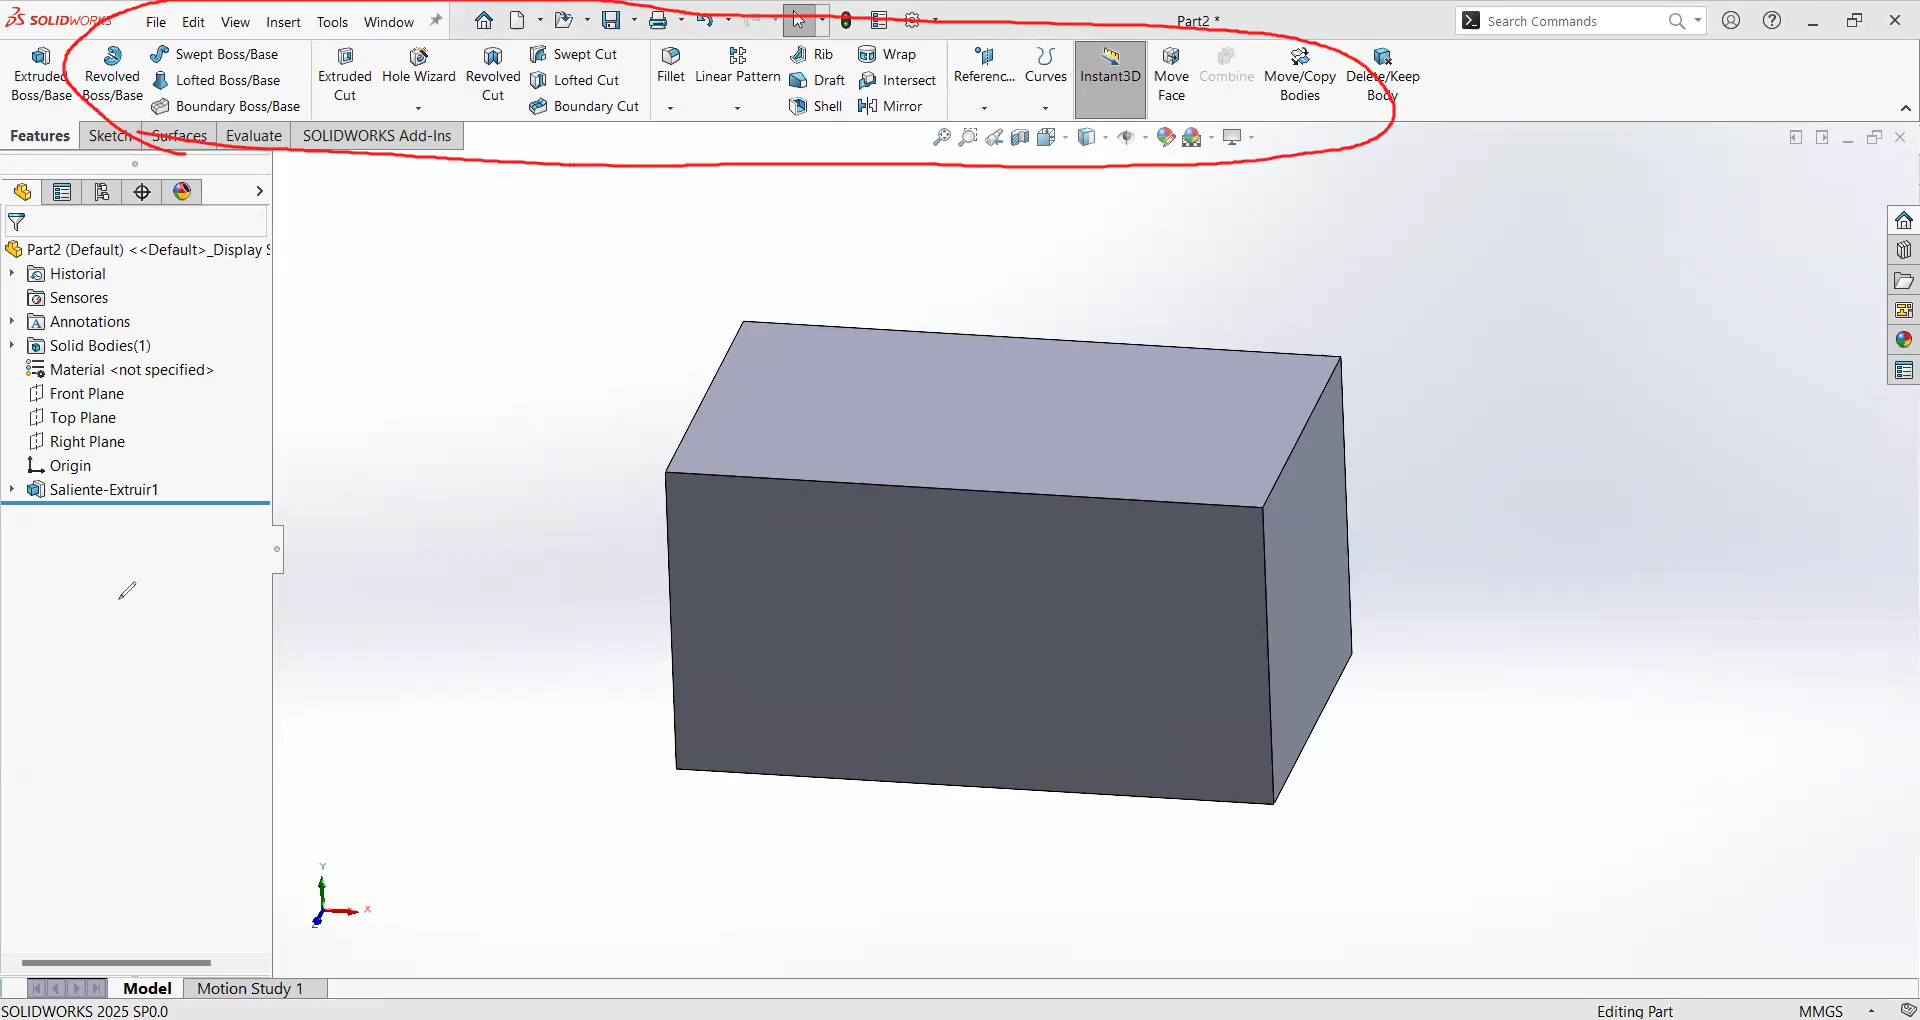 SOLIDWORKS File Edit View Insert Tools Window Part2 * Search Commands
Extruded Boss/Base
Revolved Boss/Base
Swept Boss/Base
Lofted Boss/Base
Boundary Boss/Base
Extruded Cut
Hole Wizard
Revolved Cut
Swept Cut
Lofted Cut
Boundary Cut
Fillet
Linear Pattern
Rib
Draft
Shell
Wrap
Intersect
Mirror
Referenc...
Curves
Instant3D
Move Face
Combine
Move/Copy Bodies
Delete/Keep Body
Features Sketch Surfaces Evaluate SOLIDWORKS Add-Ins
Part2 (Default) <<Default>_Display S
Historial
Sensores
A Annotations
Solid Bodies(1)
Material <not specified>
Front Plane
Top Plane
Right Plane
Origin
Saliente-Extruir1
Y
X
Z
Model Motion Study 1
SOLIDWORKS 2025 SP0.0 Editing Part MMGS